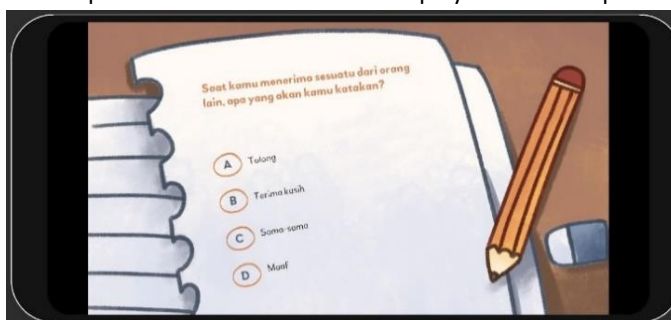 Saat kamu menerima sesuatu dari orang
lain, apa yang akan kamu katakan?
A Tolong
B Terima kasih
C Sama-sama
D Maaf